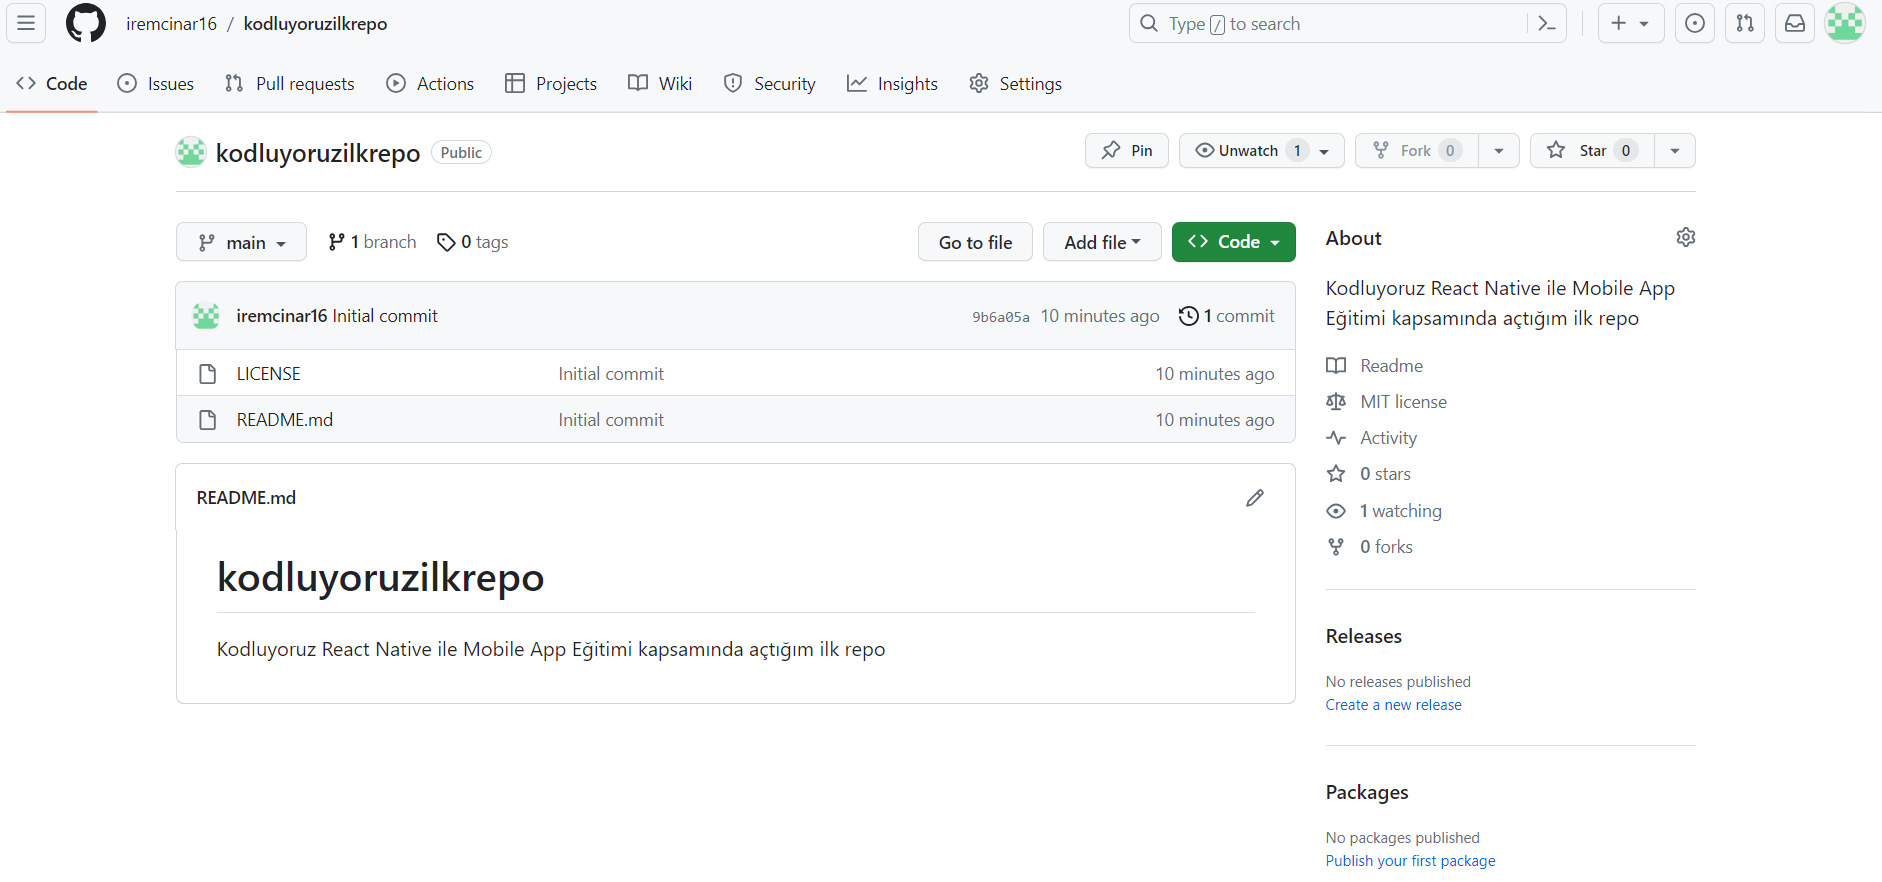 iremcinar16 / kodluyoruzilkrepo
Type / to search
Code Issues Pull requests Actions Projects Wiki Security Insights Settings
kodluyoruzilkrepo Public
Pin Unwatch 1 Fork 0 Star 0
main 1 branch 0 tags Go to file Add file Code
iremcinar16 Initial commit 9b6a05a 10 minutes ago 1 commit
LICENSE Initial commit 10 minutes ago
README.md Initial commit 10 minutes ago
README.md
kodluyoruzilkrepo
Kodluyoruz React Native ile Mobile App Eğitimi kapsamında açtığım ilk repo
About
Kodluyoruz React Native ile Mobile App
Eğitimi kapsamında açtığım ilk repo
Readme
MIT license
Activity
0 stars
1 watching
0 forks
Releases
No releases published
Create a new release
Packages
No packages published
Publish your first package